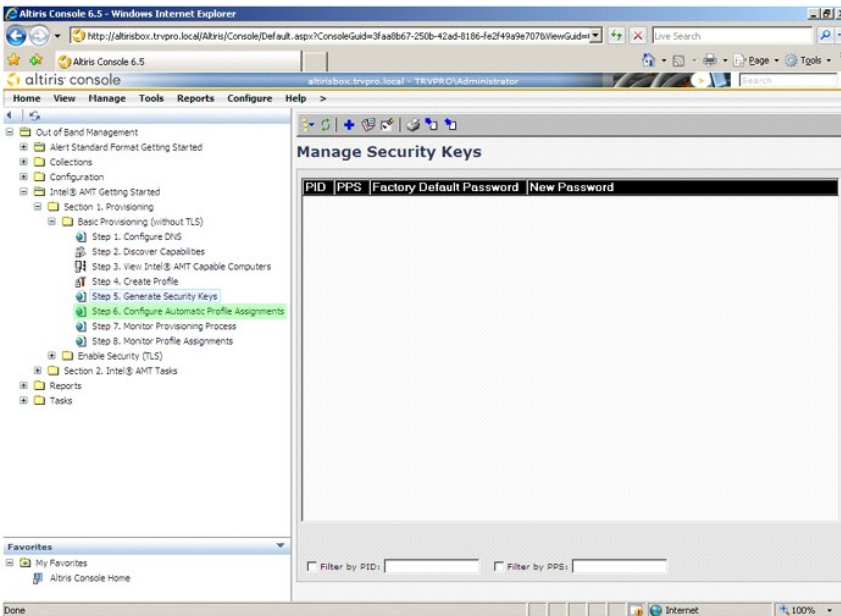 Altiris Console 6.5 - Windows Internet Explorer
http://altirisbox.trvpro.local/Altiris/Console/Default.aspx?ConsoleGuid=3faa8b67-250b-42ad-8186-fe2f49a9e707&ViewGuid=
Live Search
Altiris Console 6.5
Page
Tools
altiris console
altirisbox.trvpro.local - TRVPRO\Administrator
Search
Home View Manage Tools Reports Configure Help >
Out of Band Management
Alert Standard Format Getting Started
Collections
Configuration
Intel® AMT Getting Started
Section 1. Provisioning
Basic Provisioning (without TLS)
Step 1. Configure DNS
Step 2. Discover Capabilities
Step 3. View Intel® AMT Capable Computers
Step 4. Create Profile
Step 5. Generate Security Keys
Step 6. Configure Automatic Profile Assignments
Step 7. Monitor Provisioning Process
Step 8. Monitor Profile Assignments
Enable Security (TLS)
Section 2. Intel® AMT Tasks
Reports
Tasks
Manage Security Keys
PID PPS Factory Default Password New Password
Filter by PID:
Filter by PPS:
Favorites
My Favorites
Altiris Console Home
Done
Internet
100%